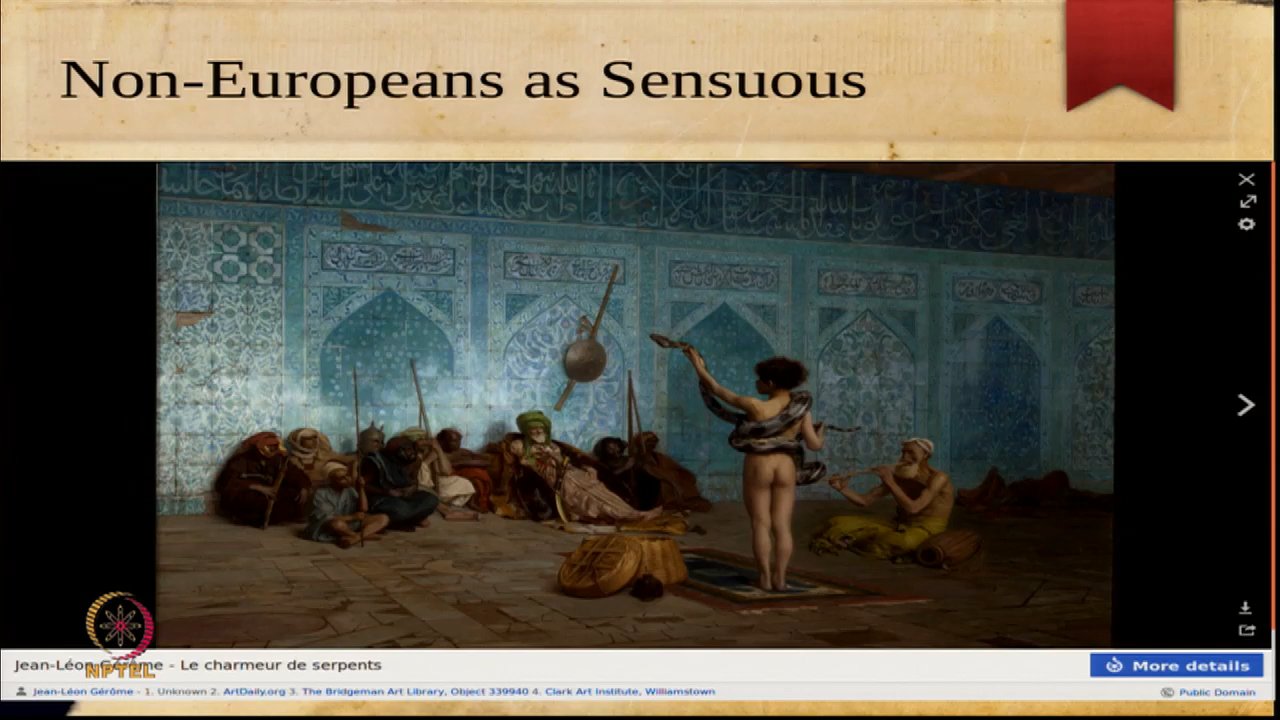 Non-Europeans as Sensuous
Jean-Léon Gérôme - Le charmeur de serpents
NPTEL
More details
Jean-Léon Gérôme - 1. Unknown 2. ArtDaily.org 3. The Bridgeman Art Library, Object 339940 4. Clark Art Institute, Williamstown
Public Domain